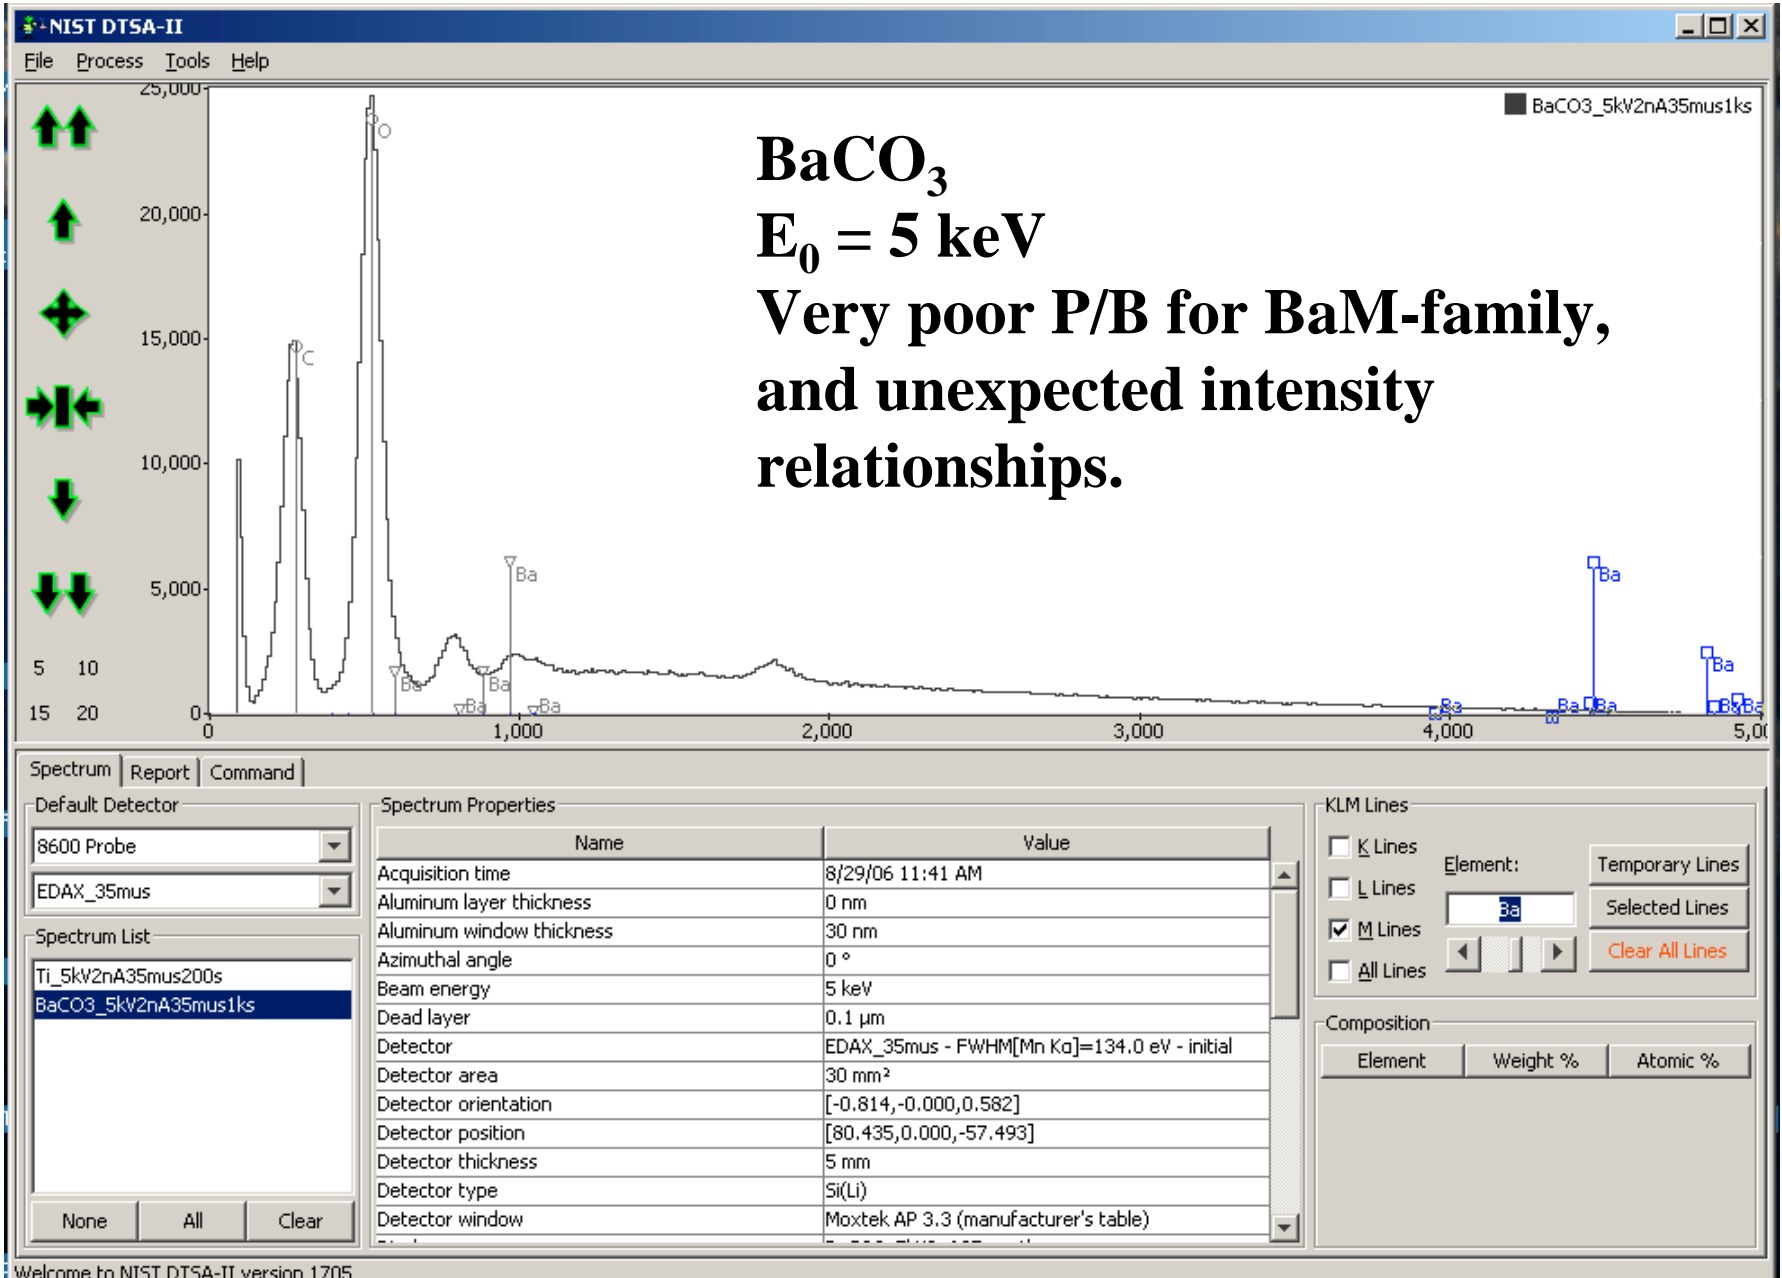 NIST DTSA-II
File Process Tools Help
25,000
BaCO3_5kV2nA35mus1ks
O
BaCO3
E0 = 5 keV
Very poor P/B for BaM-family,
and unexpected intensity
relationships.
20,000
15,000
C
10,000
5,000
Ba
Ba
Ba
Ba
Ba
Ba
Ba
Ba
Ba
Ba
Ba
Ba
Ba
5 10
15 20
0
0 1,000 2,000 3,000 4,000
Spectrum Report Command
Default Detector
8600 Probe
EDAX_35mus
Spectrum List
Ti_5kV2nA35mus200s
BaCO3_5kV2nA35mus1ks
None All Clear
Spectrum Properties
Name Value
Acquisition time 8/29/06 11:41 AM
Aluminum layer thickness 0 nm
Aluminum window thickness 30 nm
Azimuthal angle 0 °
Beam energy 5 keV
Dead layer 0.1 µm
Detector EDAX_35mus - FWHM[Mn Kα]=134.0 eV - initial
Detector area 30 mm²
Detector orientation [-0.814,-0.000,0.582]
Detector position [80.435,0.000,-57.493]
Detector thickness 5 mm
Detector type Si(Li)
Detector window Moxtek AP 3.3 (manufacturer's table)
KLM Lines
K Lines
L Lines
M Lines
All Lines
Element:
Ba
Temporary Lines
Selected Lines
Clear All Lines
Composition
Element Weight % Atomic %
Welcome to NIST DTSA-II version 1705